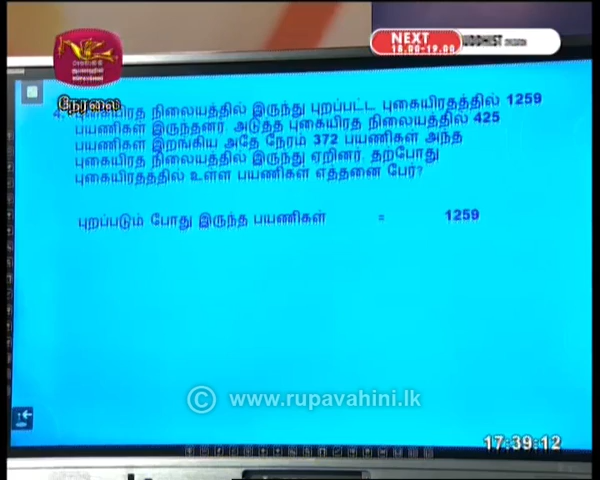 NEXT
18.00-19.00
BUDDHIST
நேரலை
4. புகையிரத நிலையத்தில் இருந்து புறப்பட்ட புகையிரதத்தில் 1259
பயணிகள் இருந்தனர். அடுத்த புகையிரத நிலையத்தில் 425
பயணிகள் இறங்கிய அதே நேரம் 372 பயணிகள் அந்த
புகையிரத நிலையத்தில் இருந்து ஏறினர். தற்போது
புகையிரதத்தில் உள்ள பயணிகள் எத்தனை பேர்?
புறப்படும் போது இருந்த பயணிகள் = 1259
© www.rupavahini.lk
17:39:12